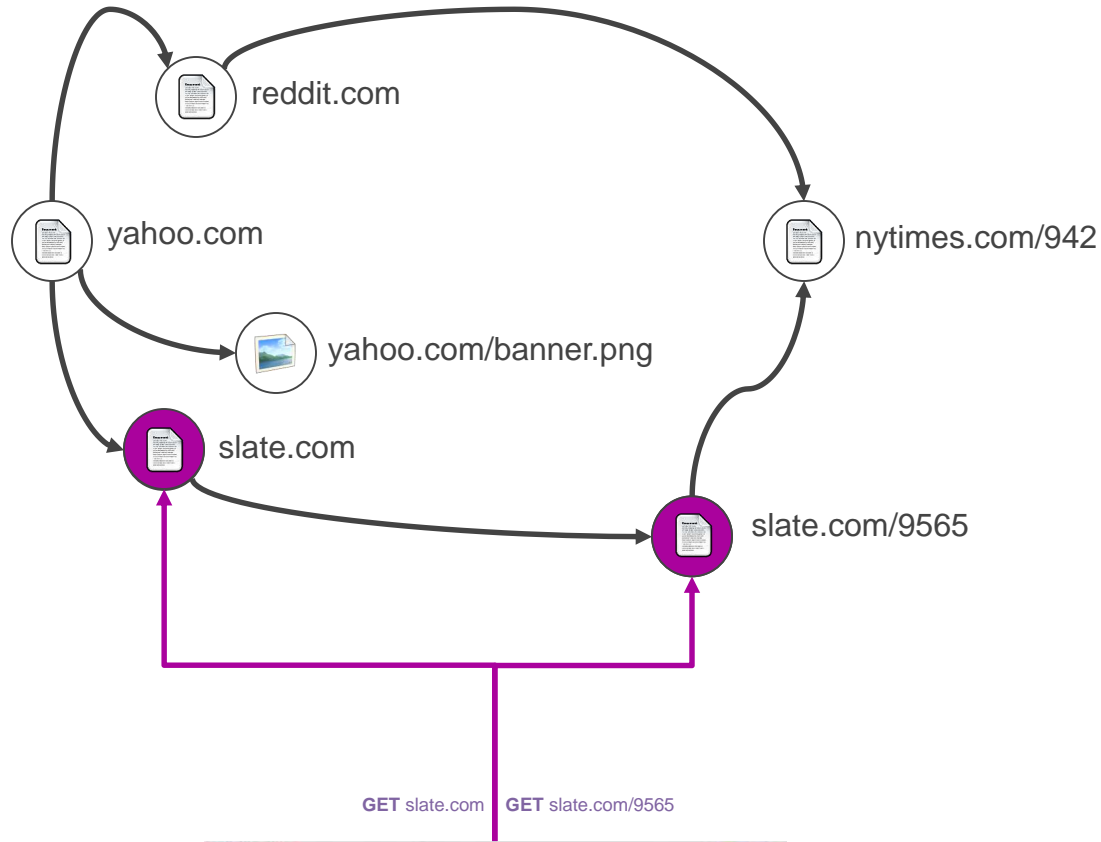 reddit.com
yahoo.com
nytimes.com/942
yahoo.com/banner.png
slate.com
slate.com/9565
GET slate.com
GET slate.com/9565